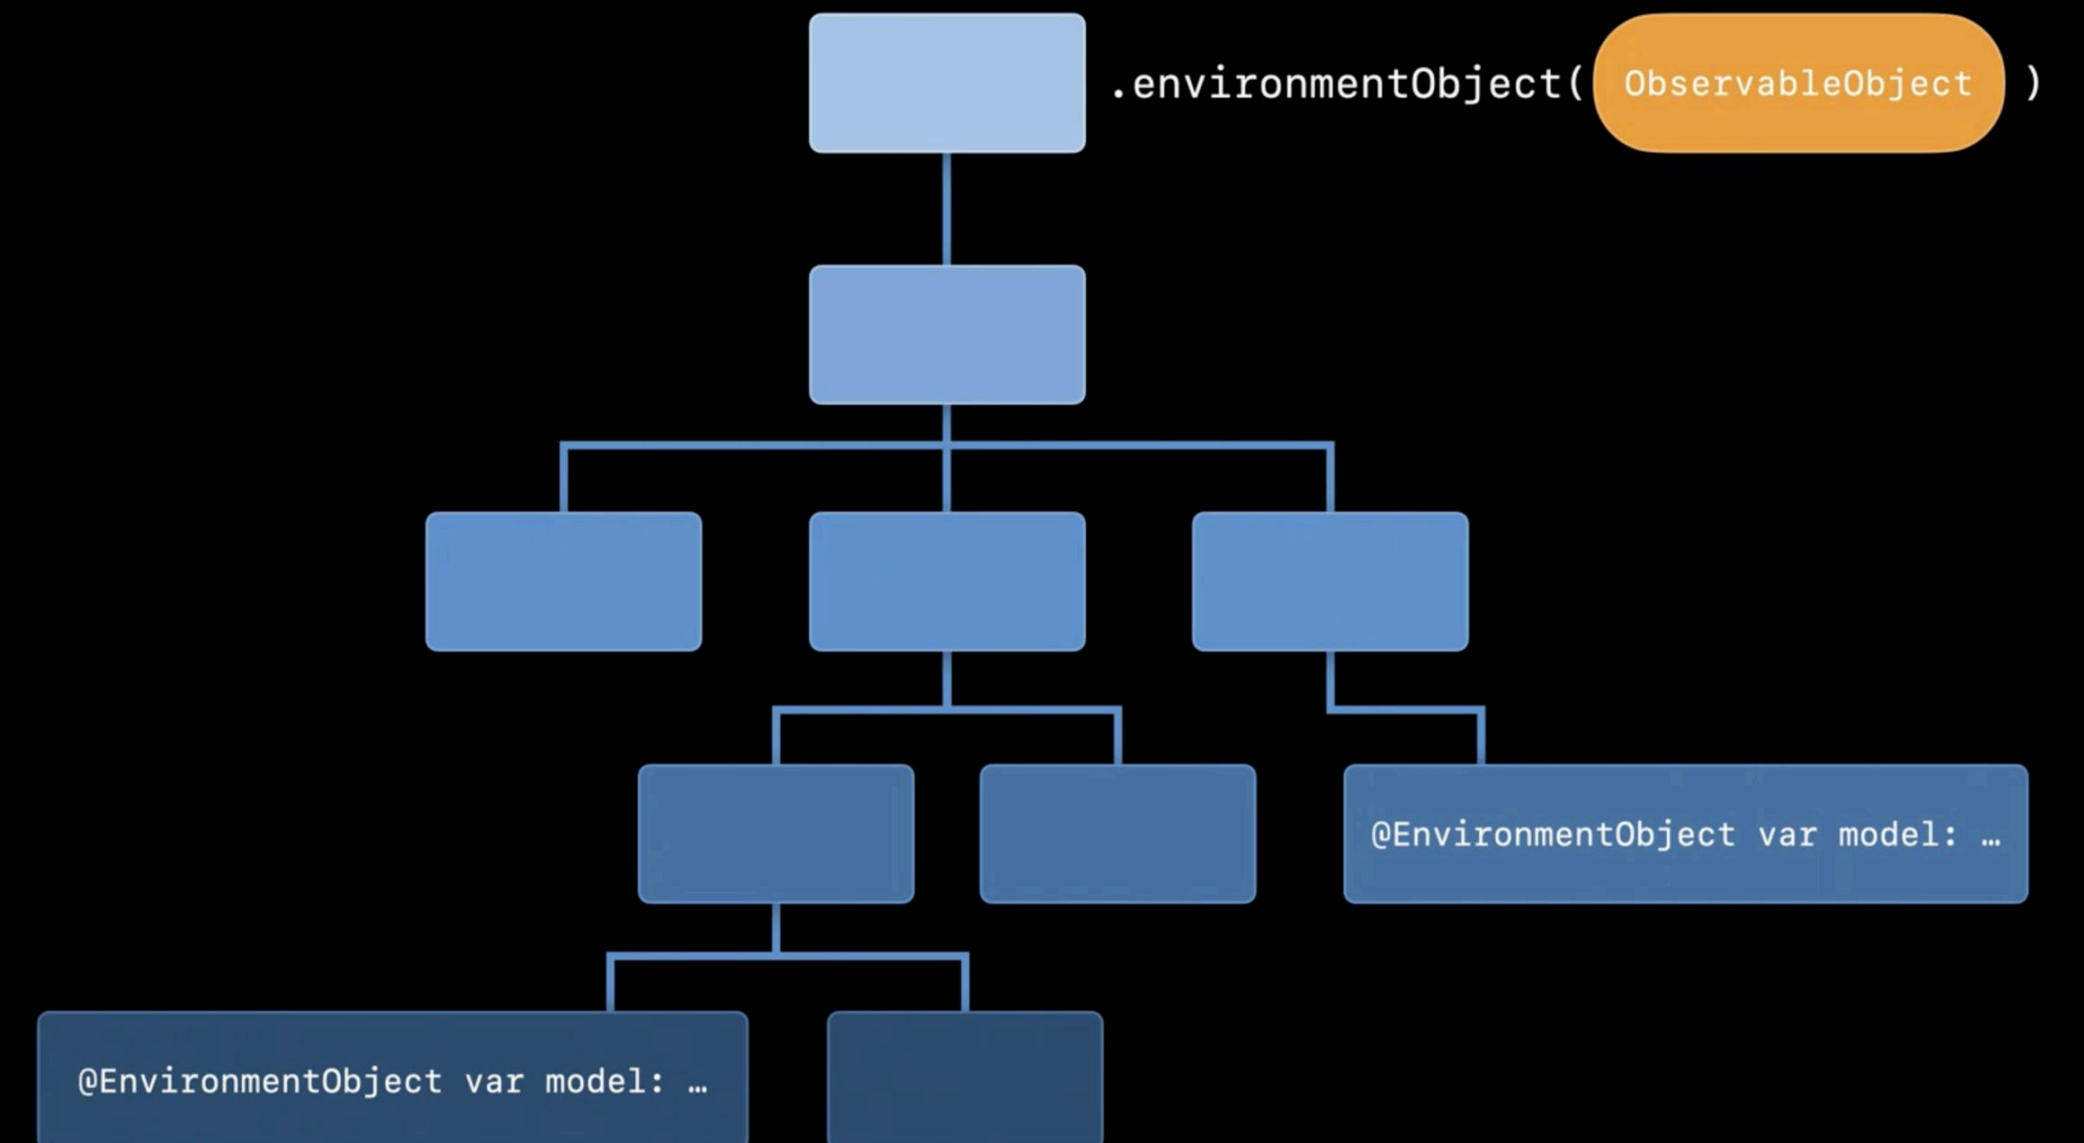 .environmentObject( ObservableObject )
@EnvironmentObject var model: …
@EnvironmentObject var model: …